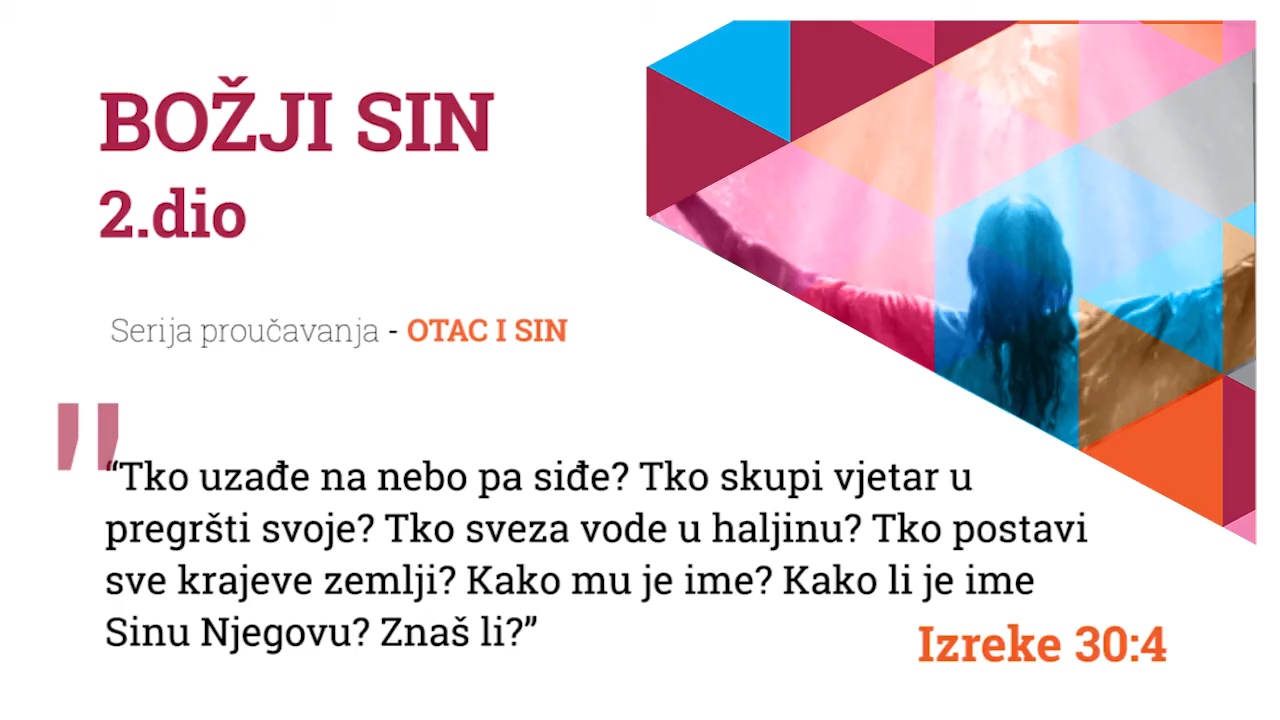 BOŽJI SIN
2.dio
Serija proučavanja - OTAC I SIN
“Tko uzađe na nebo pa siđe? Tko skupi vjetar u
pregršti svoje? Tko sveza vode u haljinu? Tko postavi
sve krajeve zemlji? Kako mu je ime? Kako li je ime
Sinu Njegovu? Znaš li?”
Izreke 30:4